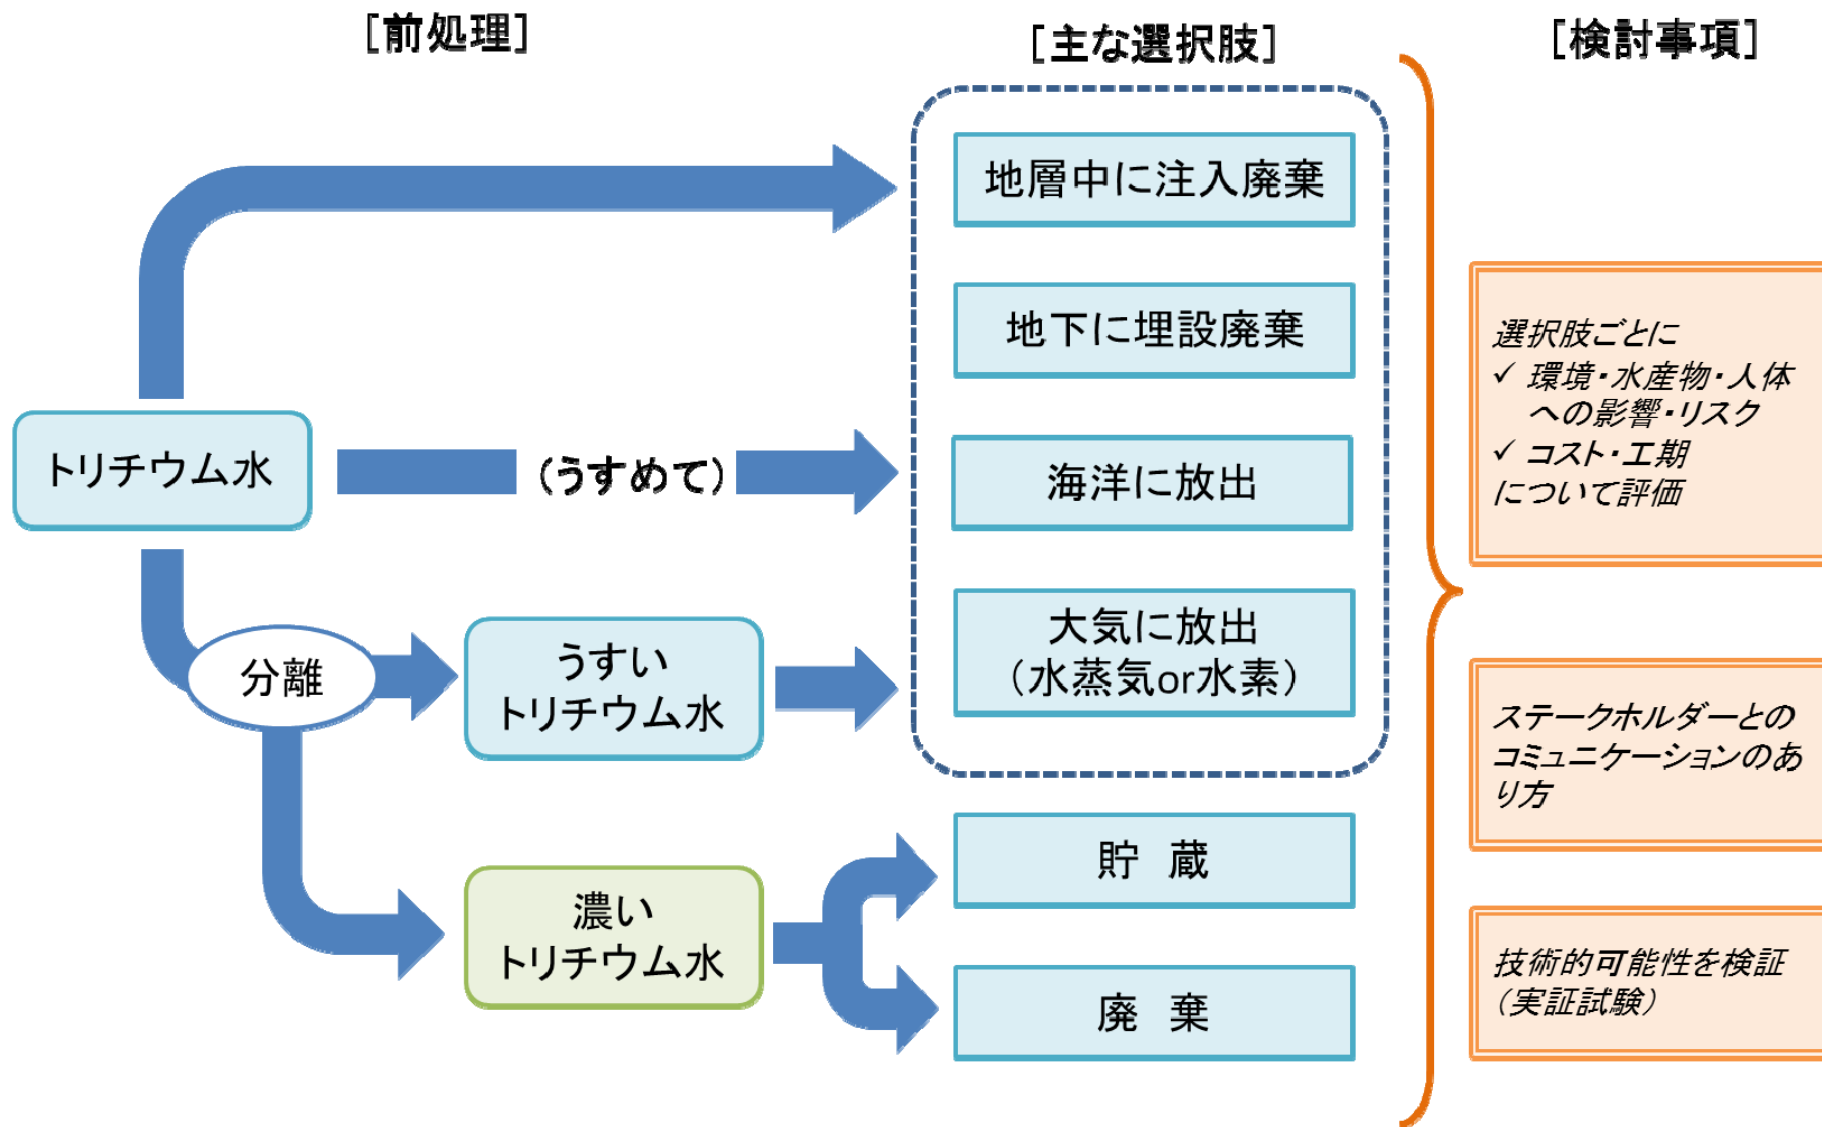 ［前処理］
［主な選択肢］
［検討事項］
地層中に注入廃棄
地下に埋設廃棄
トリチウム水
（うすめて）
海洋に放出
分離
うすい
トリチウム水
大気に放出
（水蒸気or水素）
濃い
トリチウム水
貯　蔵
廃　棄
選択肢ごとに
✓ 環境・水産物・人体
への影響・リスク
✓ コスト・工期
について評価
ステークホルダーとの
コミュニケーションのあ
り方
技術的可能性を検証
（実証試験）